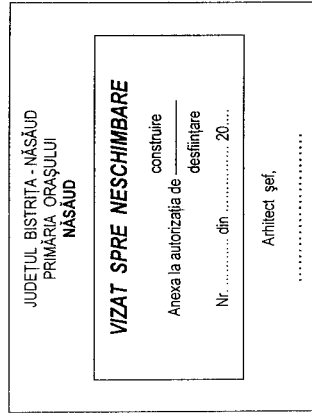 JUDEȚUL BISTRIȚA - NĂSĂUD
PRIMĂRIA ORAȘULUI
NĂSĂUD
VIZAT SPRE NESCHIMBARE
construire
Anexa la autorizația de ————
desființare
Nr. ............ din ................ 20.....
Arhitect șef,
..............................